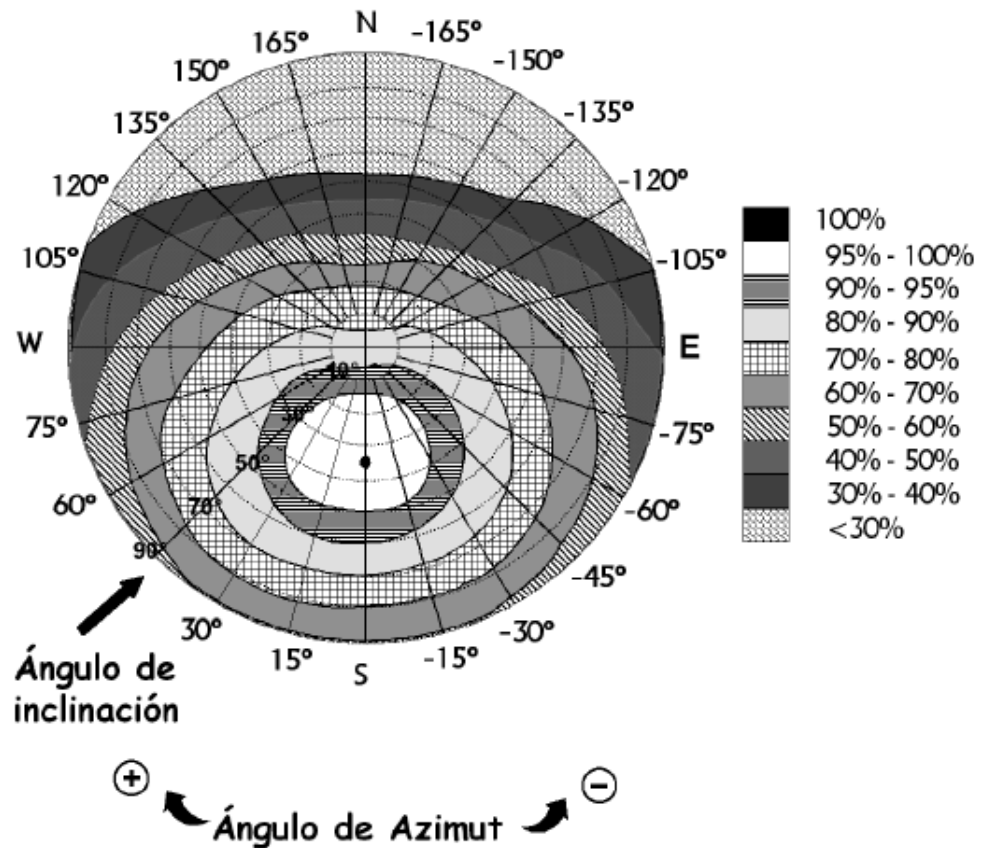 N
165°
-165°
150°
-150°
135°
-135°
120°
-120°
105°
-105°
W
E
75°
-75°
60°
-60°
-45°
30°
-30°
15°
-15°
S
10°
30°
50°
70°
90°
100%
95% - 100%
90% - 95%
80% - 90%
70% - 80%
60% - 70%
50% - 60%
40% - 50%
30% - 40%
<30%
Ángulo de
inclinación
+
Ángulo de Azimut
-